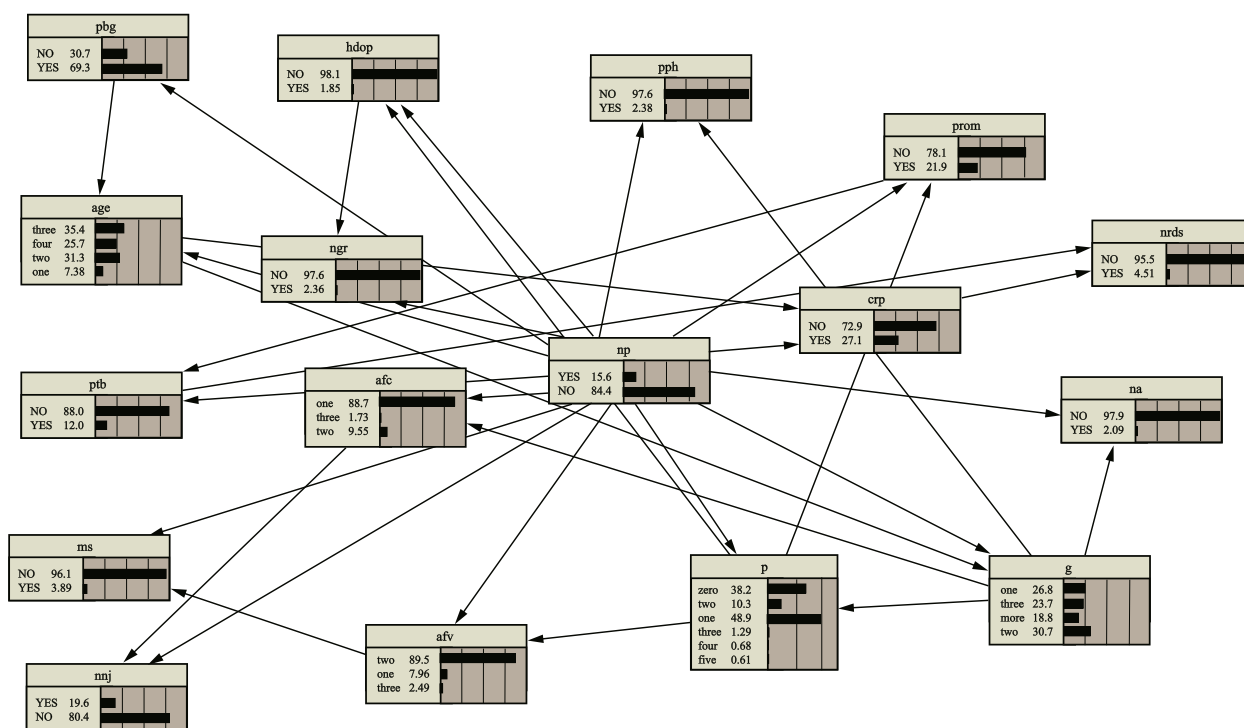 pbg
NO 30.7
YES 69.3
hdop
NO 98.1
YES 1.85
pph
NO 97.6
YES 2.38
prom
NO 78.1
YES 21.9
age
three 35.4
four 25.7
two 31.3
one 7.38
ngr
NO 97.6
YES 2.36
nrds
NO 95.5
YES 4.51
crp
NO 72.9
YES 27.1
np
YES 15.6
NO 84.4
ptb
NO 88.0
YES 12.0
afc
one 88.7
three 1.73
two 9.55
na
NO 97.9
YES 2.09
ms
NO 96.1
YES 3.89
p
zero 38.2
two 10.3
one 48.9
three 1.29
four 0.68
five 0.61
g
one 26.8
three 23.7
more 18.8
two 30.7
afv
two 89.5
one 7.96
three 2.49
nnj
YES 19.6
NO 80.4